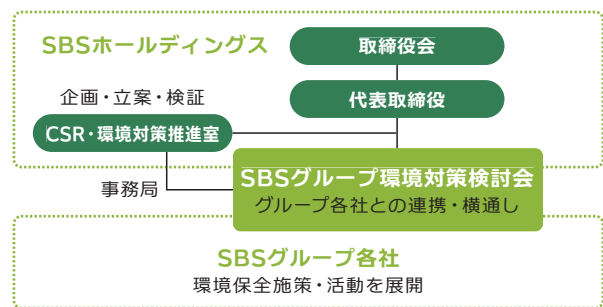 SBSホールディングス
取締役会
代表取締役
企画・立案・検証
CSR・環境対策推進室
事務局
SBSグループ環境対策検討会
グループ各社との連携・横通し
SBSグループ各社
環境保全施策・活動を展開